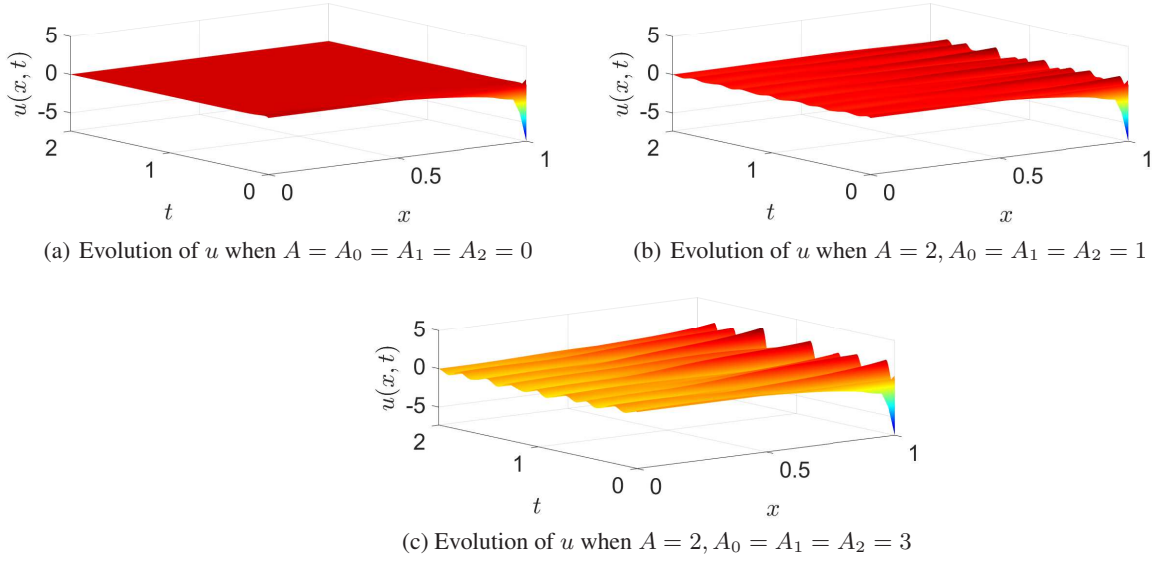 5
0
-5
u(x, t)
2
1
0
t
0
0.5
1
x
(a) Evolution of u when A = A₀ = A₁ = A₂ = 0
5
0
-5
u(x, t)
2
1
0
t
0
0.5
1
x
(b) Evolution of u when A = 2, A₀ = A₁ = A₂ = 1
5
0
-5
u(x, t)
2
1
0
t
0
0.5
1
x
(c) Evolution of u when A = 2, A₀ = A₁ = A₂ = 3